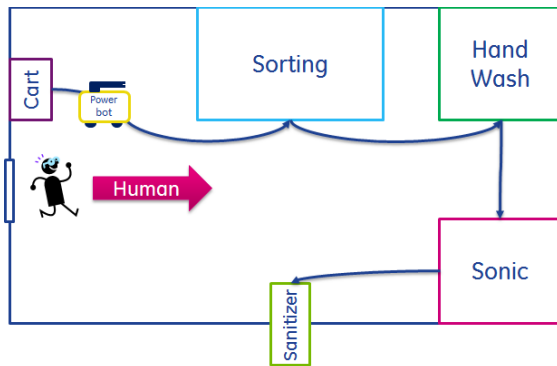 Cart
Power
bot
Sorting
Hand
Wash
Human
Sonic
Sanitizer